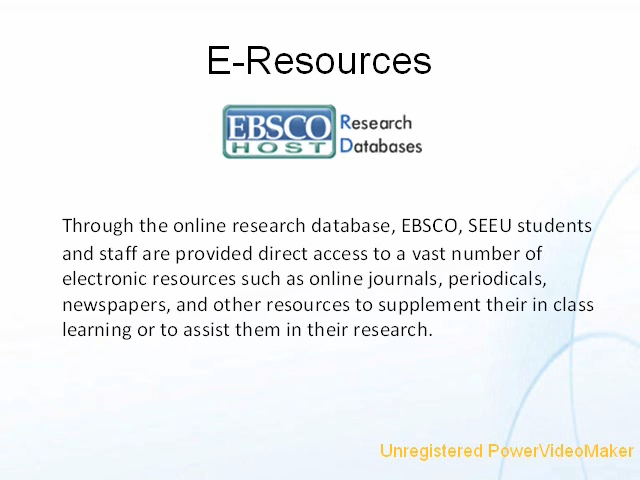 E-Resources
EBSCO Research
HOST Databases
Through the online research database, EBSCO, SEEU students
and staff are provided direct access to a vast number of
electronic resources such as online journals, periodicals,
newspapers, and other resources to supplement their in class
learning or to assist them in their research.
Unregistered PowerVideoMaker